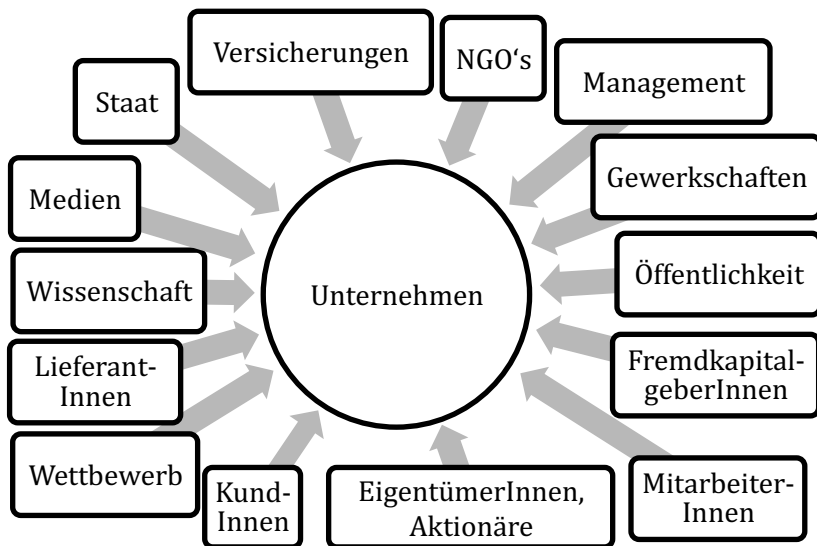 Versicherungen
NGO‘s
Management
Staat
Gewerkschaften
Medien
Öffentlichkeit
Wissenschaft
Unternehmen
Lieferant-
Innen
Fremdkapital-
geberInnen
Wettbewerb
Kund-
Innen
EigentümerInnen,
Aktionäre
Mitarbeiter-
Innen